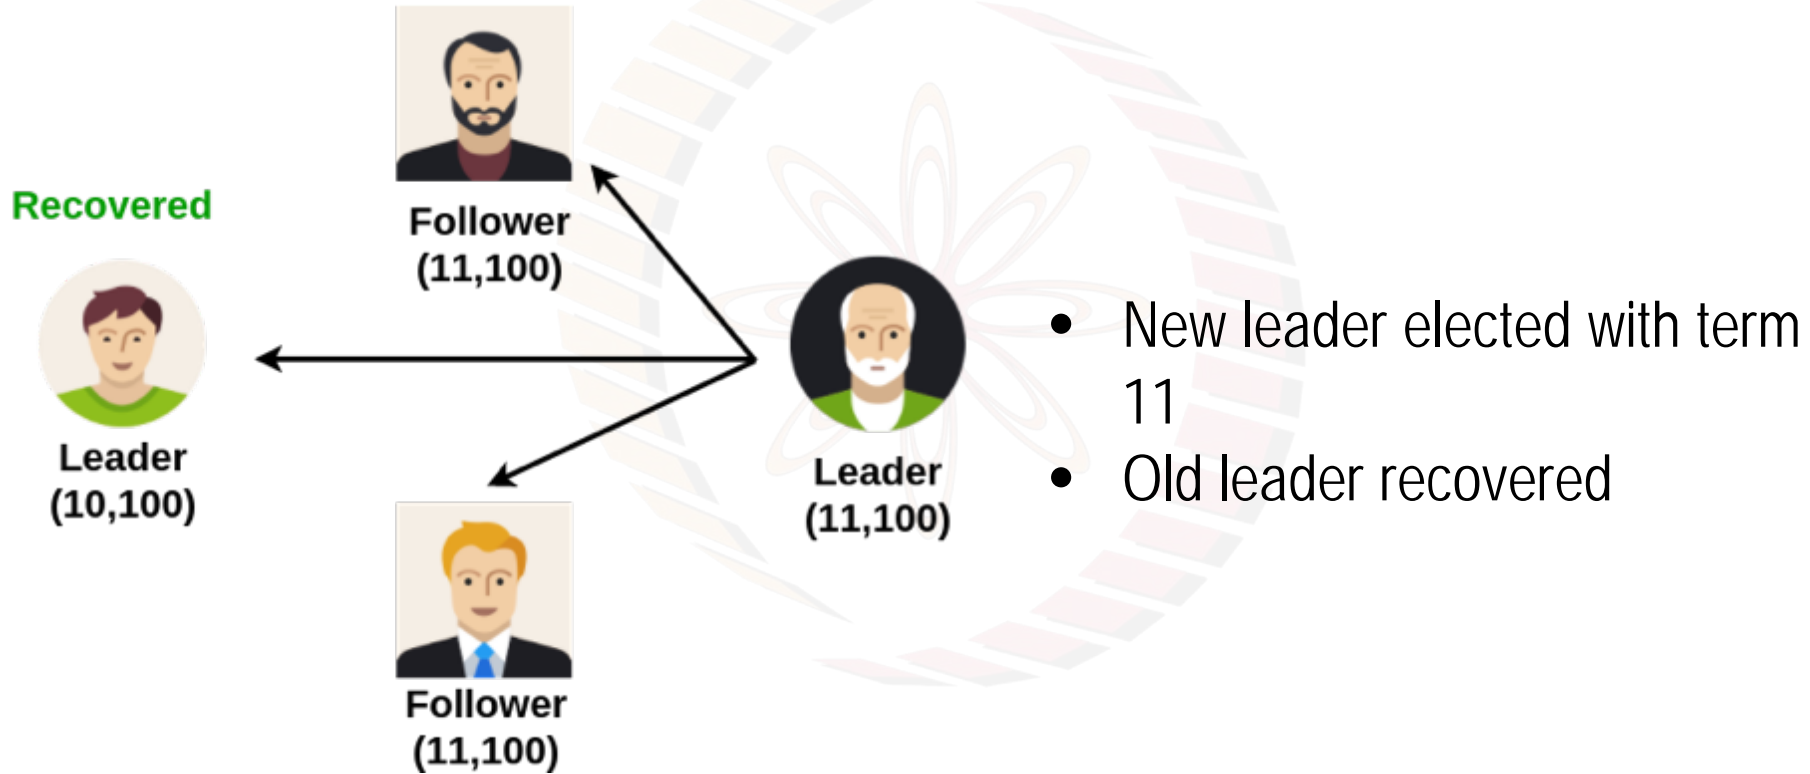 Recovered
Follower
(11,100)
Leader
(10,100)
Leader
(11,100)
Follower
(11,100)
• New leader elected with term
11
• Old leader recovered